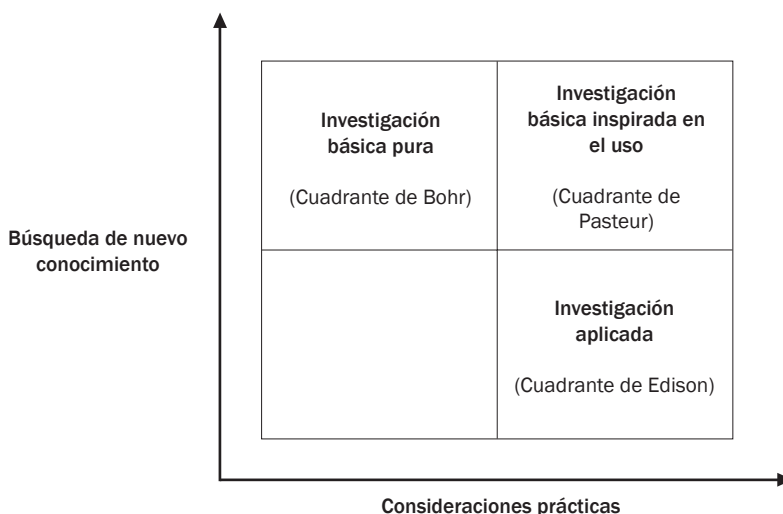 Investigación
básica pura
(Cuadrante de Bohr)
Investigación
básica inspirada en
el uso
(Cuadrante de
Pasteur)
Búsqueda de nuevo
conocimiento
Investigación
aplicada
(Cuadrante de Edison)
Consideraciones prácticas